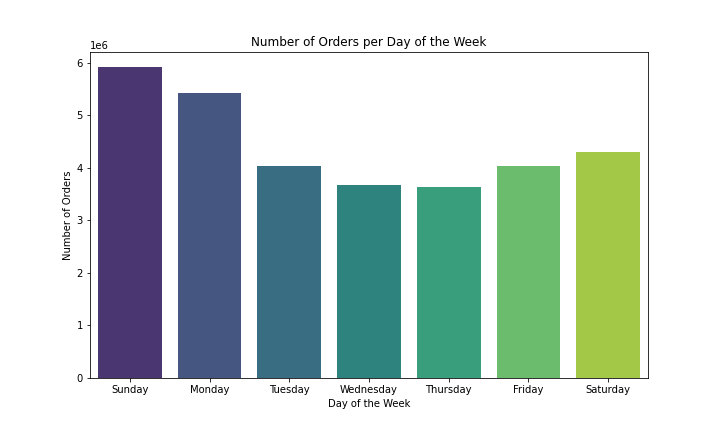 Number of Orders per Day of the Week
1e6
6
5
4
3
2
1
0
Number of Orders
Sunday Monday Tuesday Wednesday Thursday Friday Saturday
Day of the Week